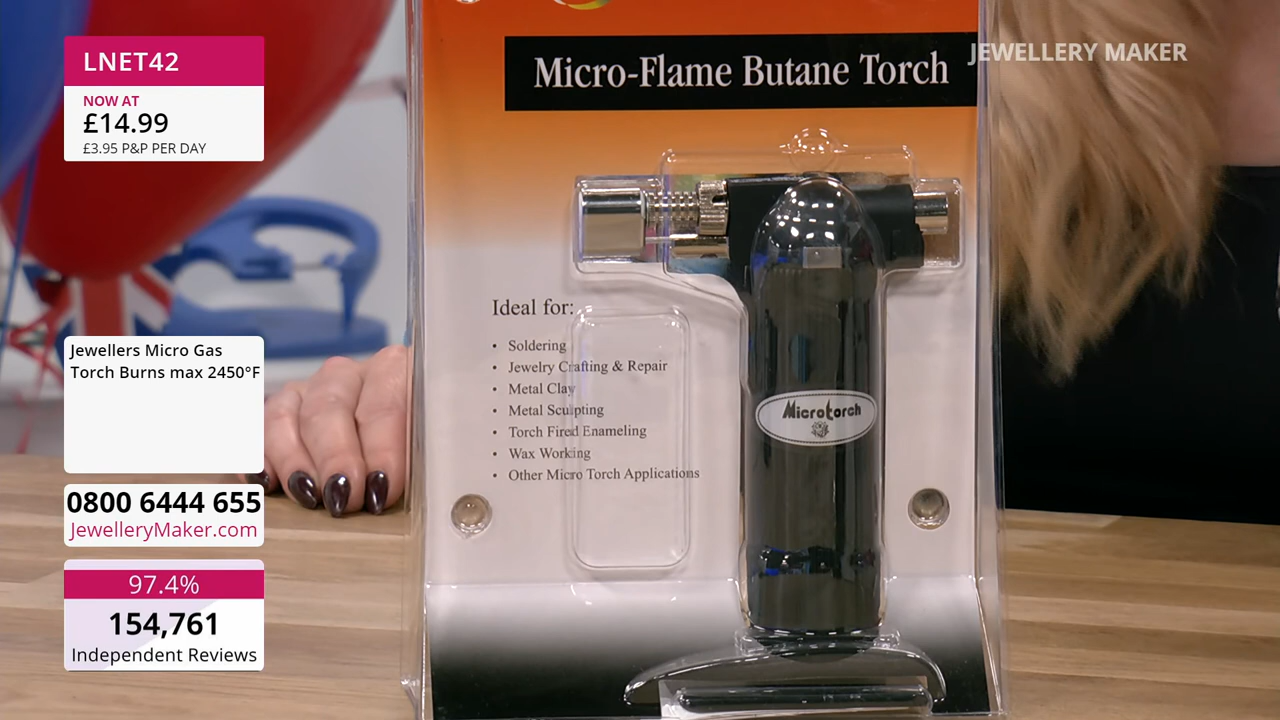 LNET42
NOW AT
£14.99
£3.95 P&P PER DAY
Jewellers Micro Gas
Torch Burns max 2450°F
0800 6444 655
JewelleryMaker.com
97.4%
154,761
Independent Reviews
JEWELLERY MAKER
Micro-Flame Butane Torch
Ideal for:
• Soldering
• Jewelry Crafting & Repair
• Metal Clay
• Metal Sculpting
• Torch Fired Enameling
• Wax Working
• Other Micro Torch Applications
Microtorch